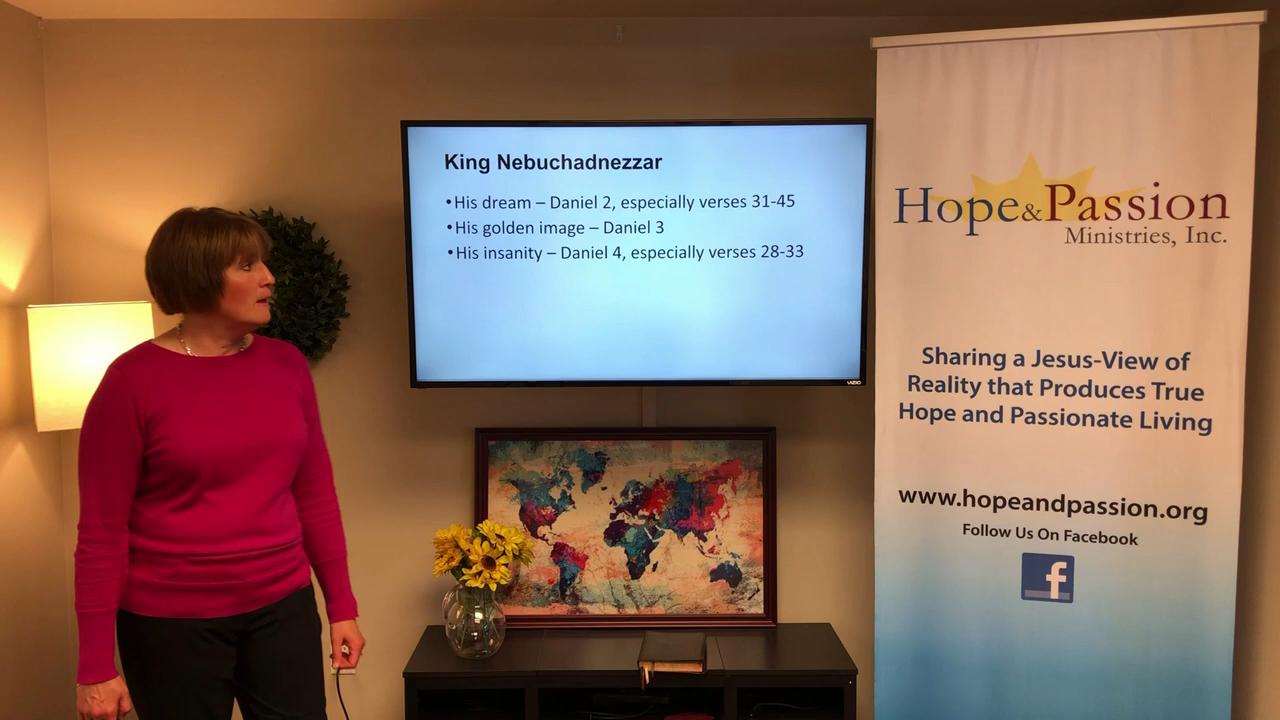 King Nebuchadnezzar
•His dream – Daniel 2, especially verses 31-45
•His golden image – Daniel 3
•His insanity – Daniel 4, especially verses 28-33
VIZIO
Hope&Passion
Ministries, Inc.
Sharing a Jesus-View of
Reality that Produces True
Hope and Passionate Living
www.hopeandpassion.org
Follow Us On Facebook
f